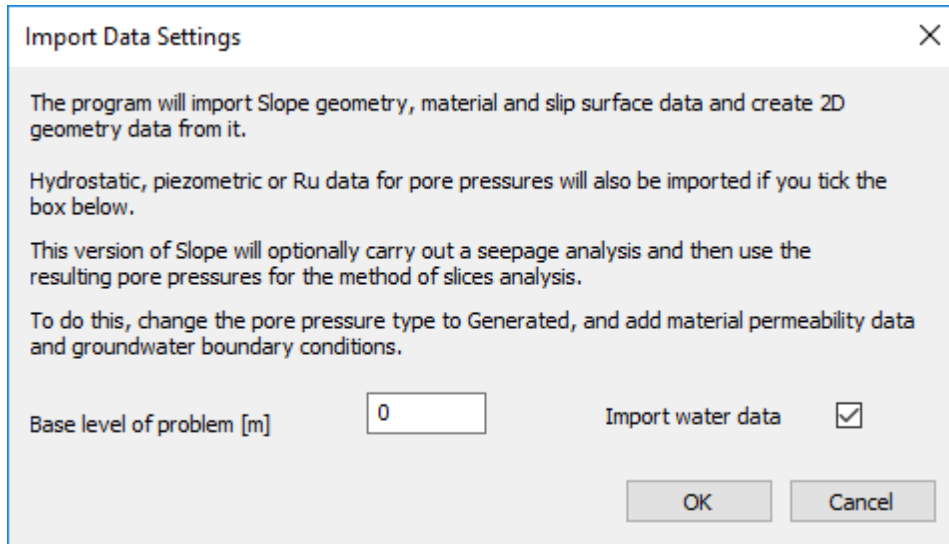 Import Data Settings
The program will import Slope geometry, material and slip surface data and create 2D
geometry data from it.
Hydrostatic, piezometric or Ru data for pore pressures will also be imported if you tick the
box below.
This version of Slope will optionally carry out a seepage analysis and then use the
resulting pore pressures for the method of slices analysis.
To do this, change the pore pressure type to Generated, and add material permeability data
and groundwater boundary conditions.
Base level of problem [m] 0 Import water data
OK Cancel